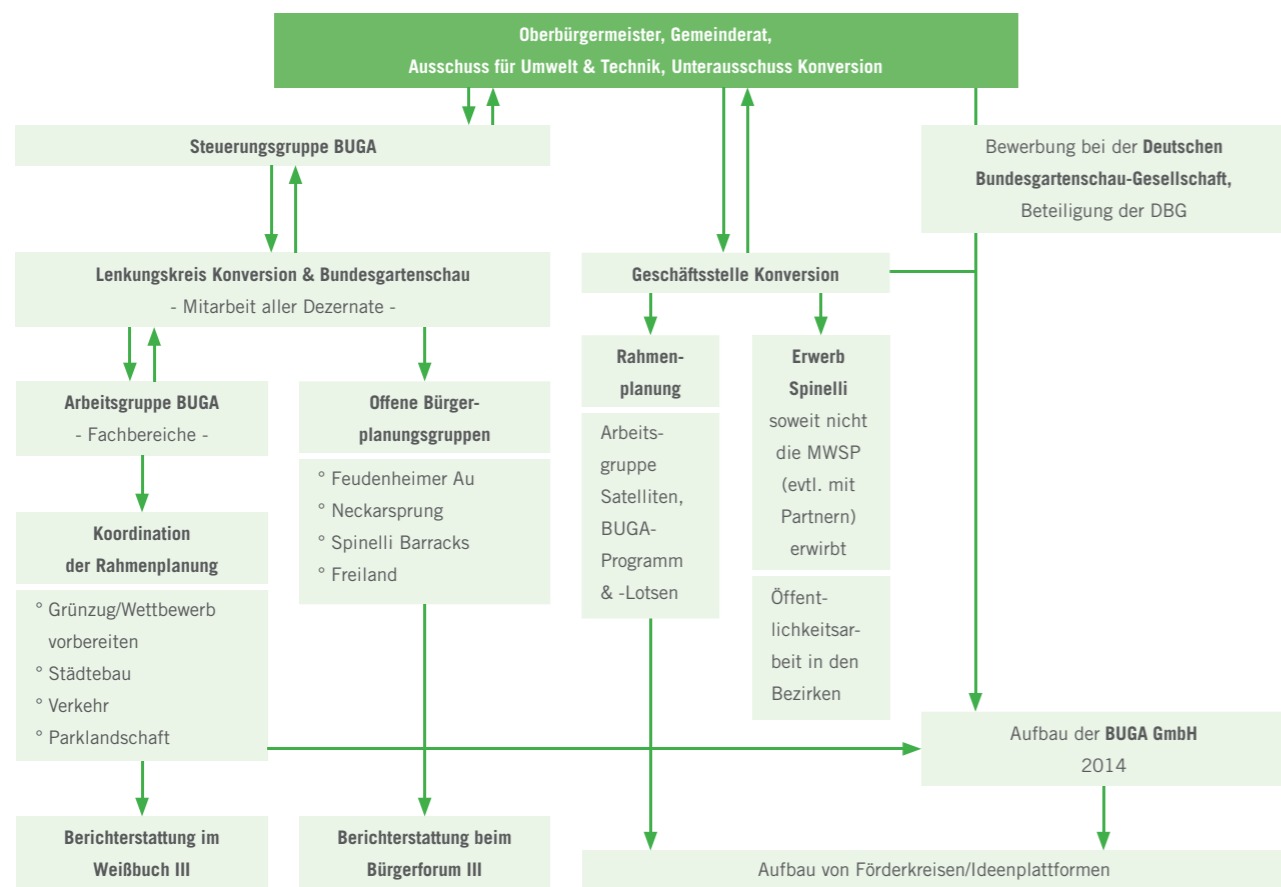 Oberbürgermeister, Gemeinderat,
Ausschuss für Umwelt & Technik, Unterausschuss Konversion
Steuerungsgruppe BUGA
Bewerbung bei der Deutschen
Bundesgartenschau-Gesellschaft,
Beteiligung der DBG
Lenkungskreis Konversion & Bundesgartenschau
- Mitarbeit aller Dezernate -
Geschäftsstelle Konversion
Arbeitsgruppe BUGA
- Fachbereiche -
Offene Bürger-
planungsgruppen
° Feudenheimer Au
° Neckarsprung
° Spinelli Barracks
° Freiland
Rahmen-
planung
Arbeits-
gruppe
Satelliten,
BUGA-
Programm
& -Lotsen
Erwerb
Spinelli
soweit nicht
die MWSP
(evtl. mit
Partnern)
erwirbt
Öffent-
lichkeitsar-
beit in den
Bezirken
Koordination
der Rahmenplanung
° Grünzug/Wettbewerb
vorbereiten
° Städtebau
° Verkehr
° Parklandschaft
Aufbau der BUGA GmbH
2014
Berichterstattung im
Weißbuch III
Berichterstattung beim
Bürgerforum III
Aufbau von Förderkreisen/Ideenplattformen